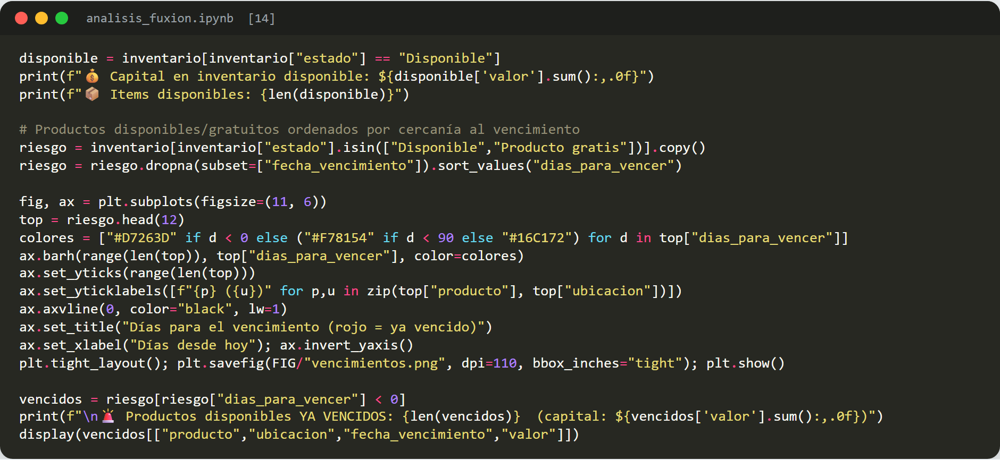 analisis_fuxion.ipynb [14]
disponible = inventario[inventario["estado"] == "Disponible"]
print(f"💰 Capital en inventario disponible: ${disponible['valor'].sum():,.0f}")
print(f"📦 Items disponibles: {len(disponible)}")
# Productos disponibles/gratuitos ordenados por cercanía al vencimiento
riesgo = inventario[inventario["estado"].isin(["Disponible","Producto gratis"])].copy()
riesgo = riesgo.dropna(subset=["fecha_vencimiento"]).sort_values("dias_para_vencer")
fig, ax = plt.subplots(figsize=(11, 6))
top = riesgo.head(12)
colores = ["#D7263D" if d < 0 else ("#F78154" if d < 90 else "#16C172") for d in top["dias_para_vencer"]]
ax.barh(range(len(top)), top["dias_para_vencer"], color=colores)
ax.set_yticks(range(len(top)))
ax.set_yticklabels([f"{p} ({u})" for p,u in zip(top["producto"], top["ubicacion"])])
ax.axvline(0, color="black", lw=1)
ax.set_title("Días para el vencimiento (rojo = ya vencido)")
ax.set_xlabel("Días desde hoy"); ax.invert_yaxis()
plt.tight_layout(); plt.savefig(FIG/"vencimientos.png", dpi=110, bbox_inches="tight"); plt.show()
vencidos = riesgo[riesgo["dias_para_vencer"] < 0]
print(f"\n🚨 Productos disponibles YA VENCIDOS: {len(vencidos)}  (capital: ${vencidos['valor'].sum():,.0f})")
display(vencidos[["producto","ubicacion","fecha_vencimiento","valor"]])